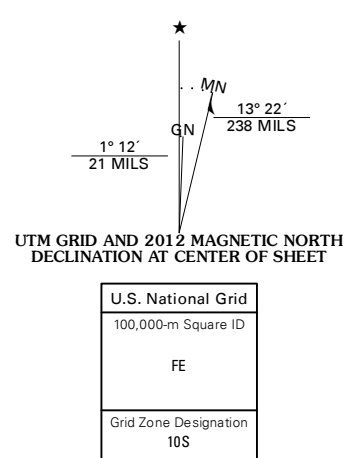 ★
MN
GN
13° 22´
238 MILS
1° 12´
21 MILS
UTM GRID AND 2012 MAGNETIC NORTH
DECLINATION AT CENTER OF SHEET
U.S. National Grid
100,000-m Square ID
FE
Grid Zone Designation
10S